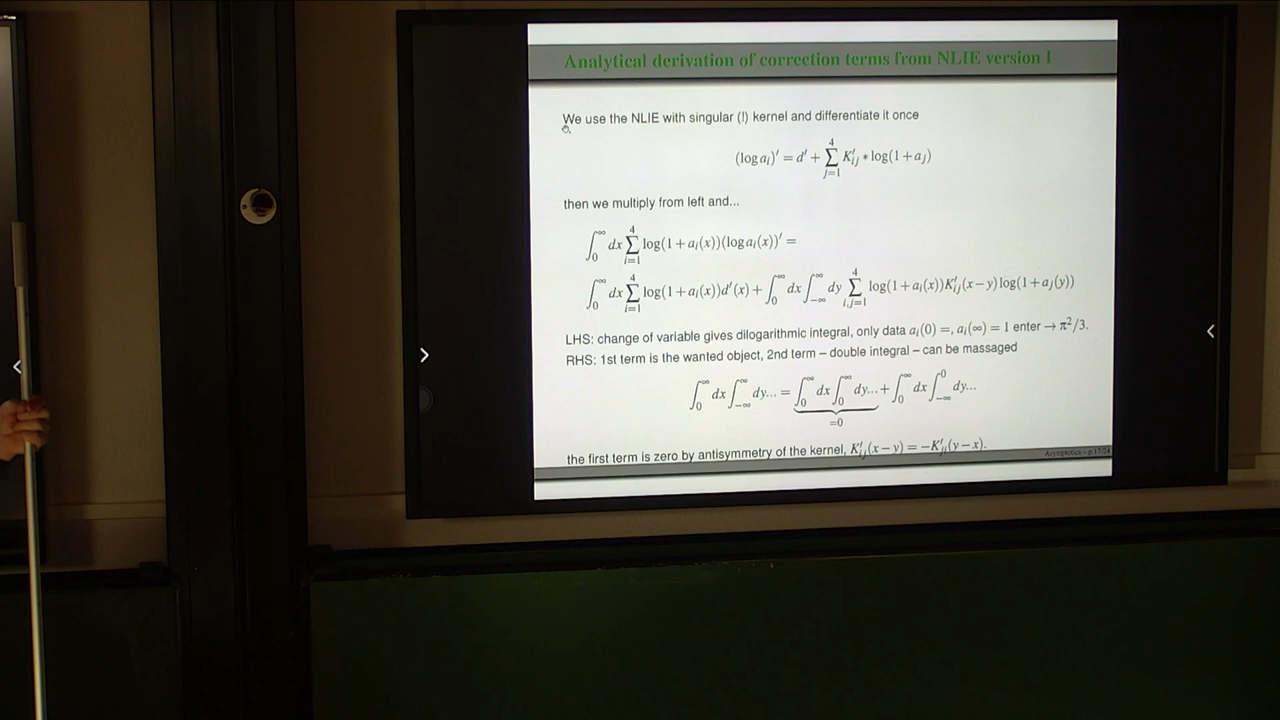 Analytical derivation of correction terms from NLIE version I
We use the NLIE with singular (!) kernel and differentiate it once
(log a_i)' = d' + ∑_{j=1}^{4} K'_{ij} * log(1+a_j)
then we multiply from left and...
∫_0^∞ dx ∑_{i=1}^{4} log(1+a_i(x))(log a_i(x))' =
∫_0^∞ dx ∑_{i=1}^{4} log(1+a_i(x))d'(x) + ∫_0^∞ dx ∫_{-∞}^∞ dy ∑_{i,j=1}^{4} log(1+a_i(x))K'_{ij}(x−y)log(1+a_j(y))
LHS: change of variable gives dilogarithmic integral, only data a_i(0) =, a_i(∞) = 1 enter → π²/3.
RHS: 1st term is the wanted object, 2nd term – double integral – can be massaged
∫_0^∞ dx ∫_{-∞}^∞ dy... = ∫_0^∞ dx ∫_0^∞ dy... + ∫_0^∞ dx ∫_{-∞}^0 dy...
=0
the first term is zero by antisymmetry of the kernel, K'_{ij}(x−y) = −K'_{ji}(y−x).
Asymptotics – p.17/24